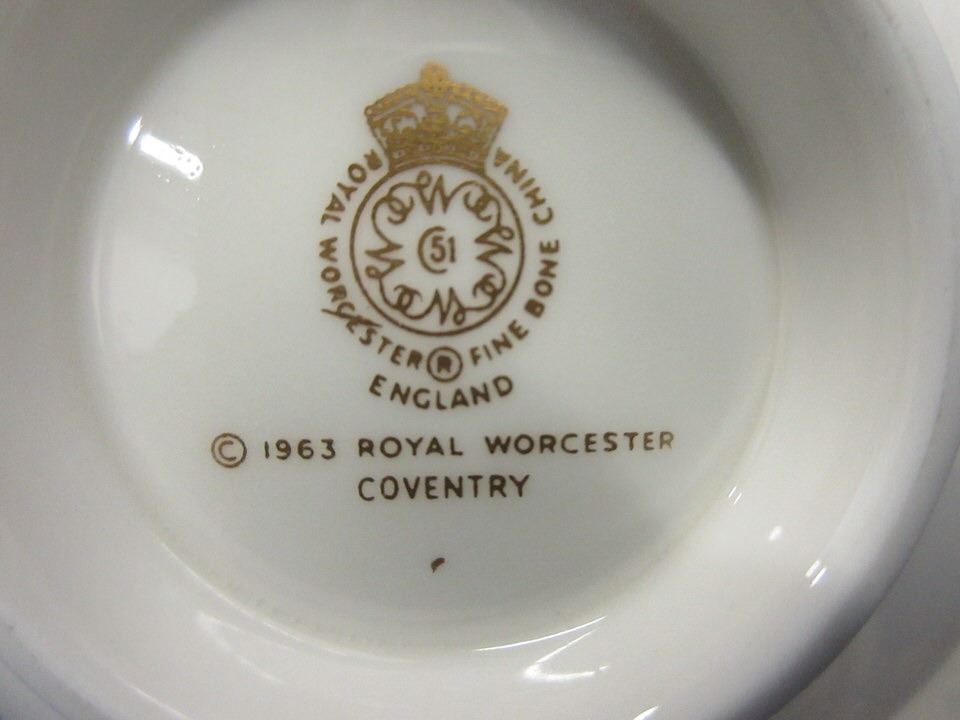 51
ROYAL WORCESTER ® FINE BONE CHINA
ENGLAND
© 1963 ROYAL WORCESTER
COVENTRY